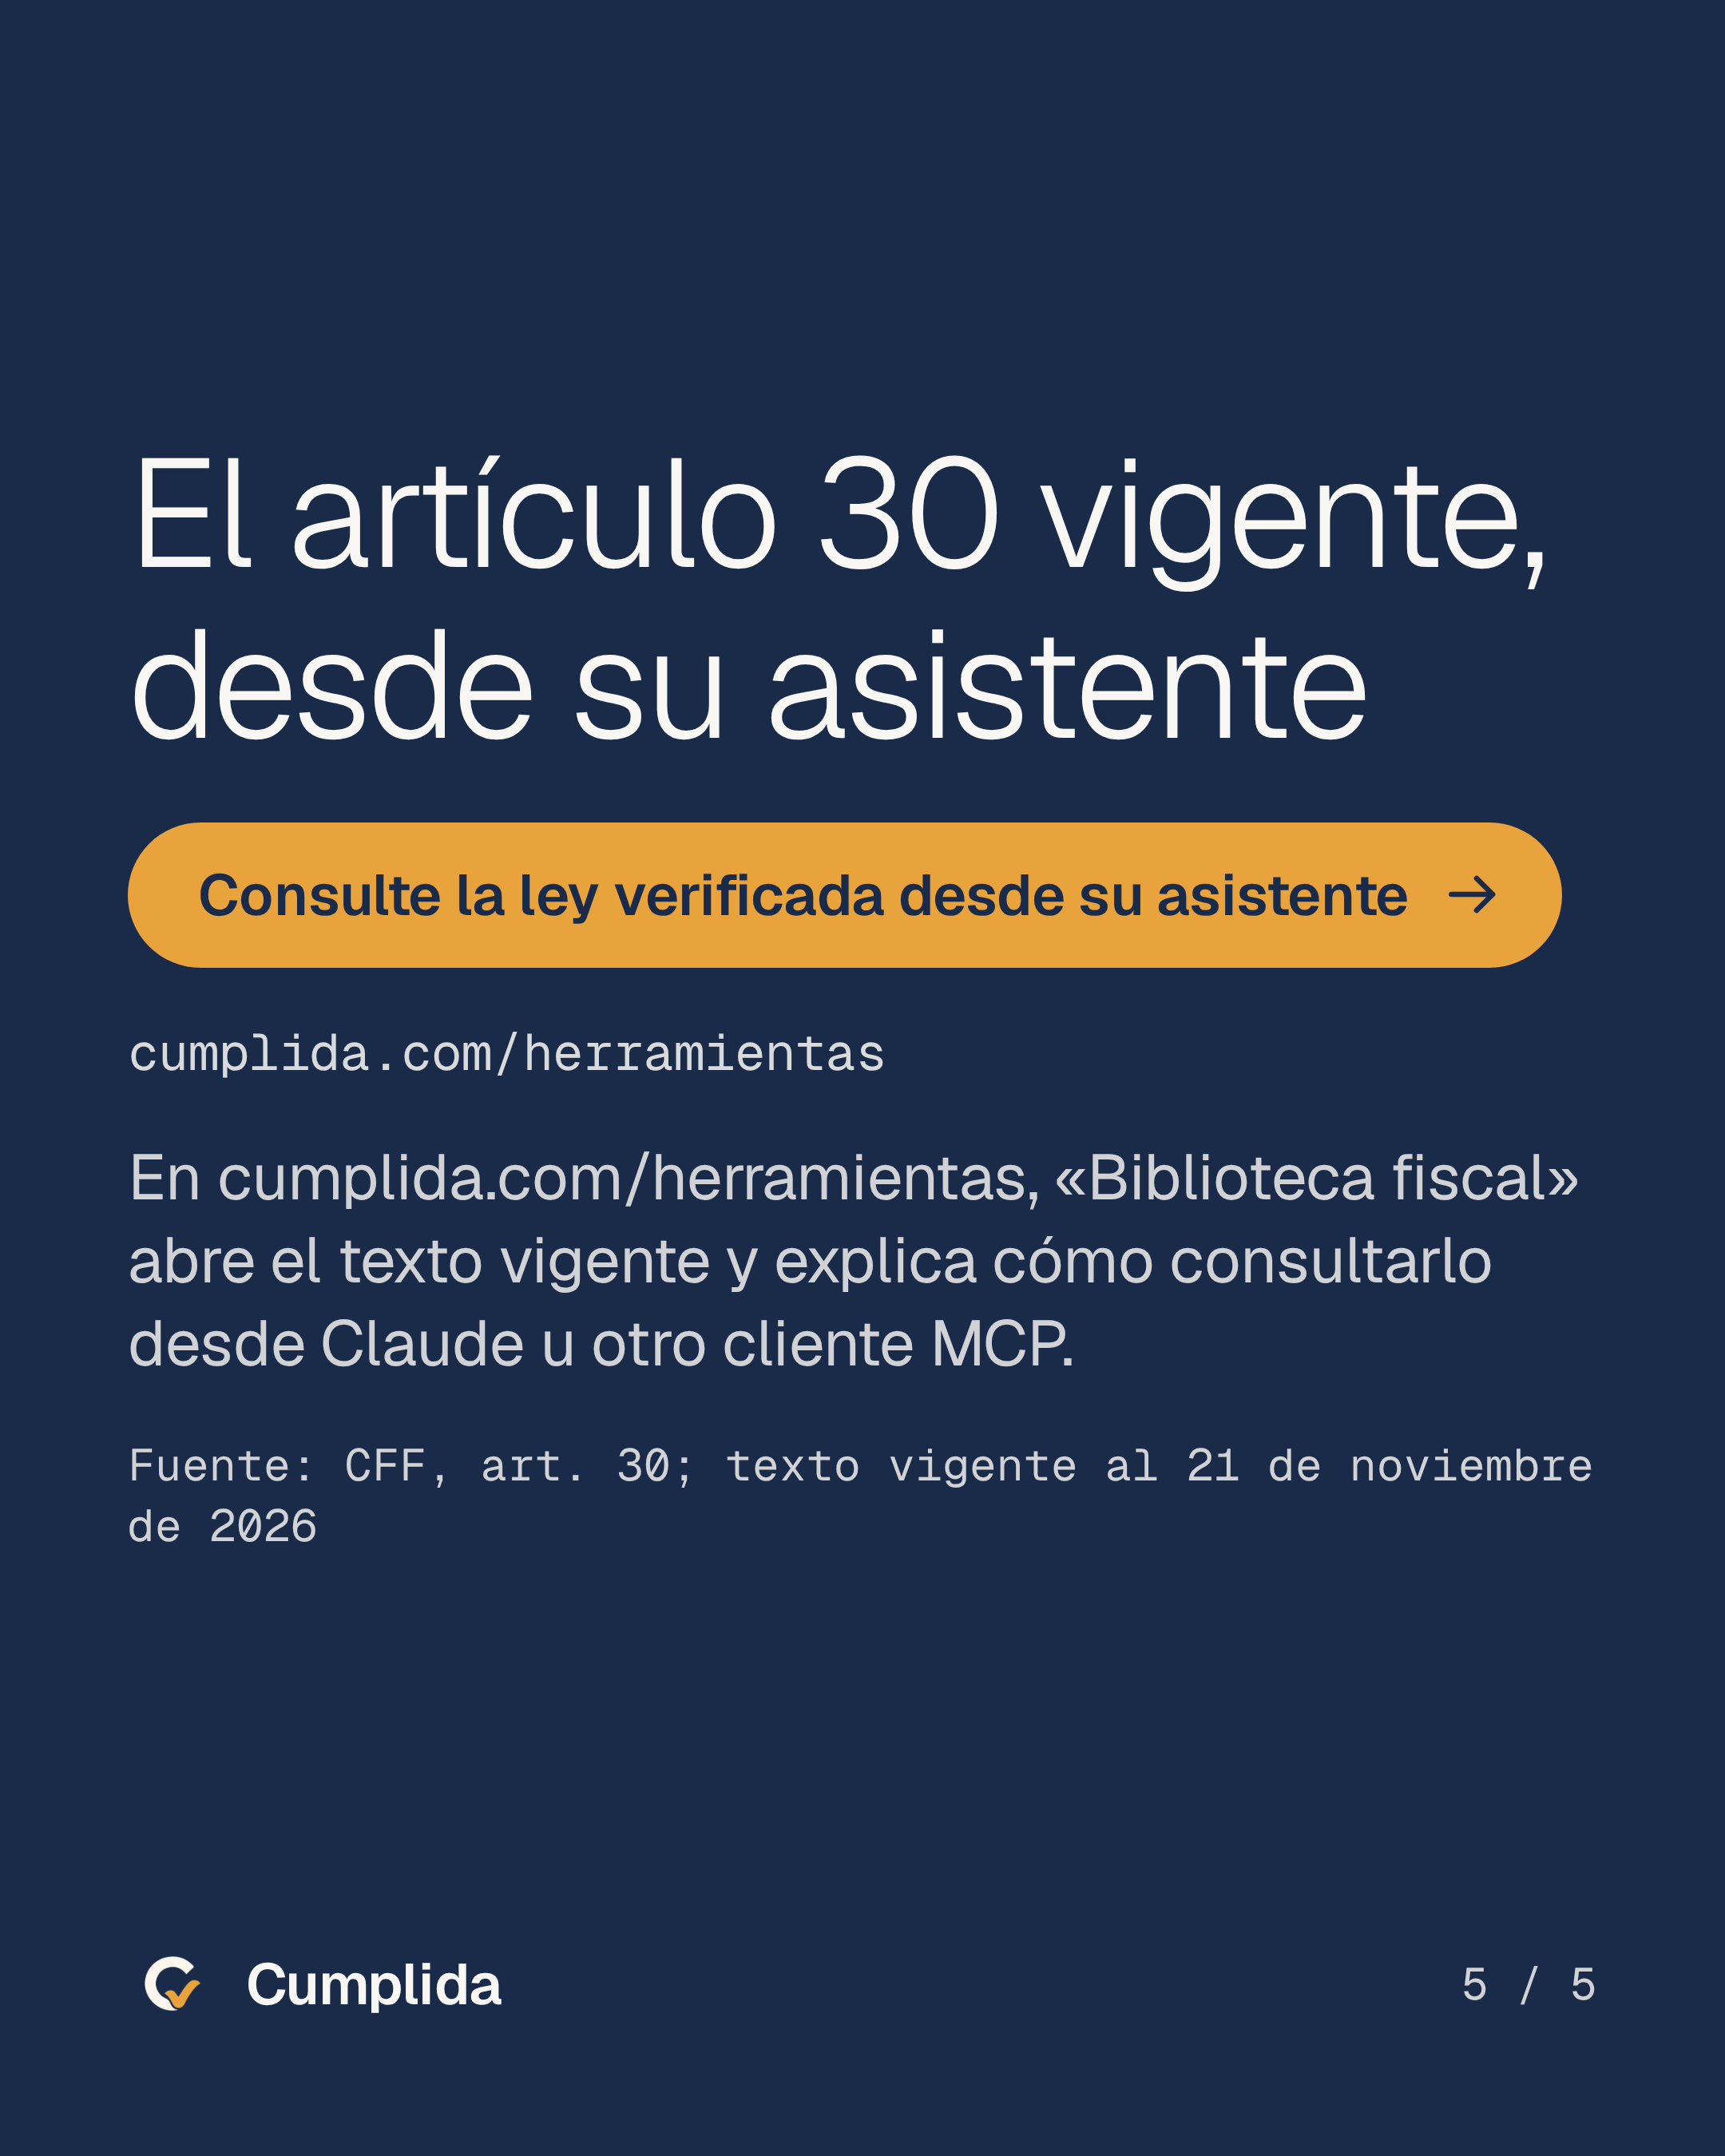 El artículo 30 vigente,
desde su asistente
Consulte la ley verificada desde su asistente →
cumplida.com/herramientas
En cumplida.com/herramientas, «Biblioteca fiscal»
abre el texto vigente y explica cómo consultarlo
desde Claude u otro cliente MCP.
Fuente: CFF, art. 30; texto vigente al 21 de noviembre
de 2026
Cumplida
5 / 5